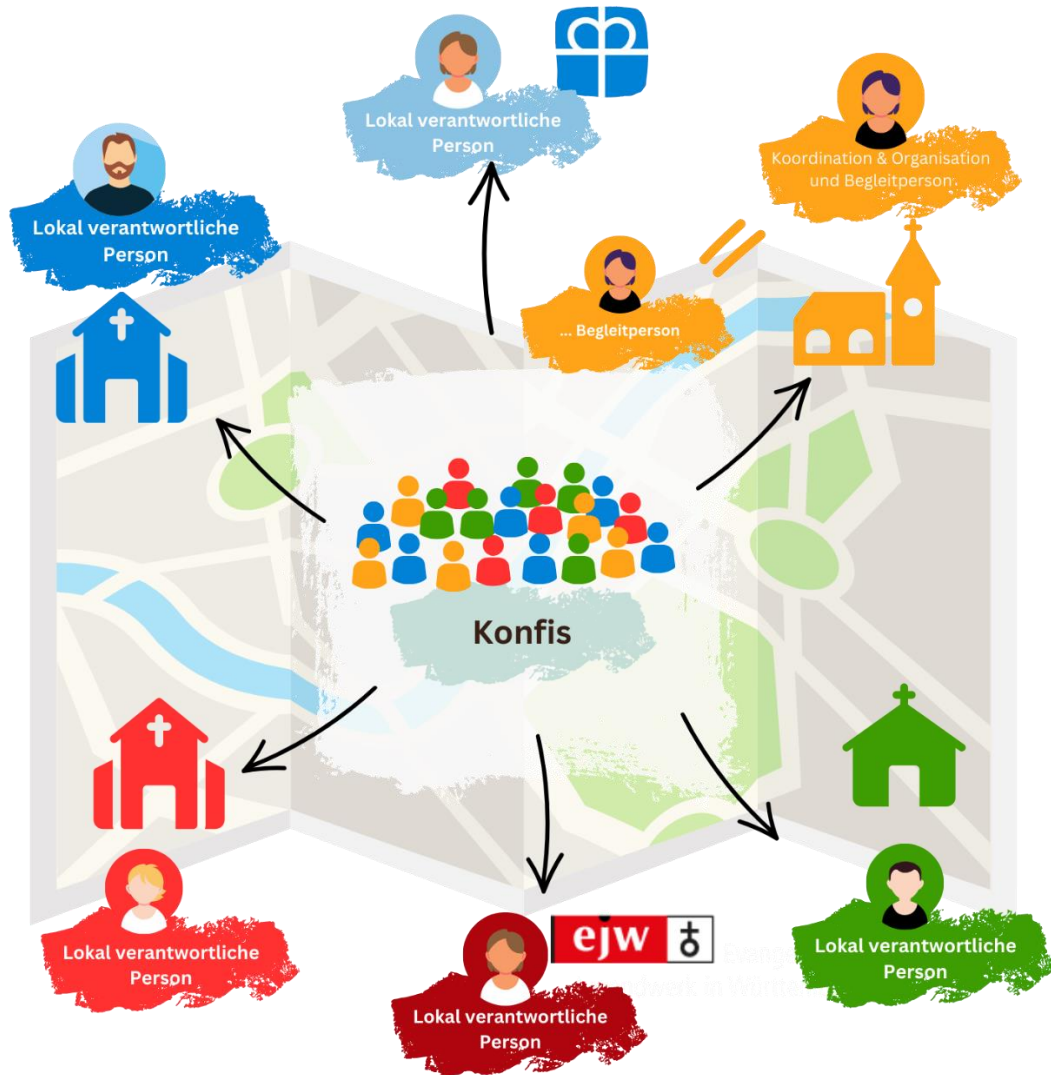 Lokal verantwortliche
Person
Koordination & Organisation
und Begleitperson
Lokal verantwortliche
Person
... Begleitperson
Konfis
Lokal verantwortliche
Person
ejw
Lokal verantwortliche
Person
Lokal verantwortliche
Person